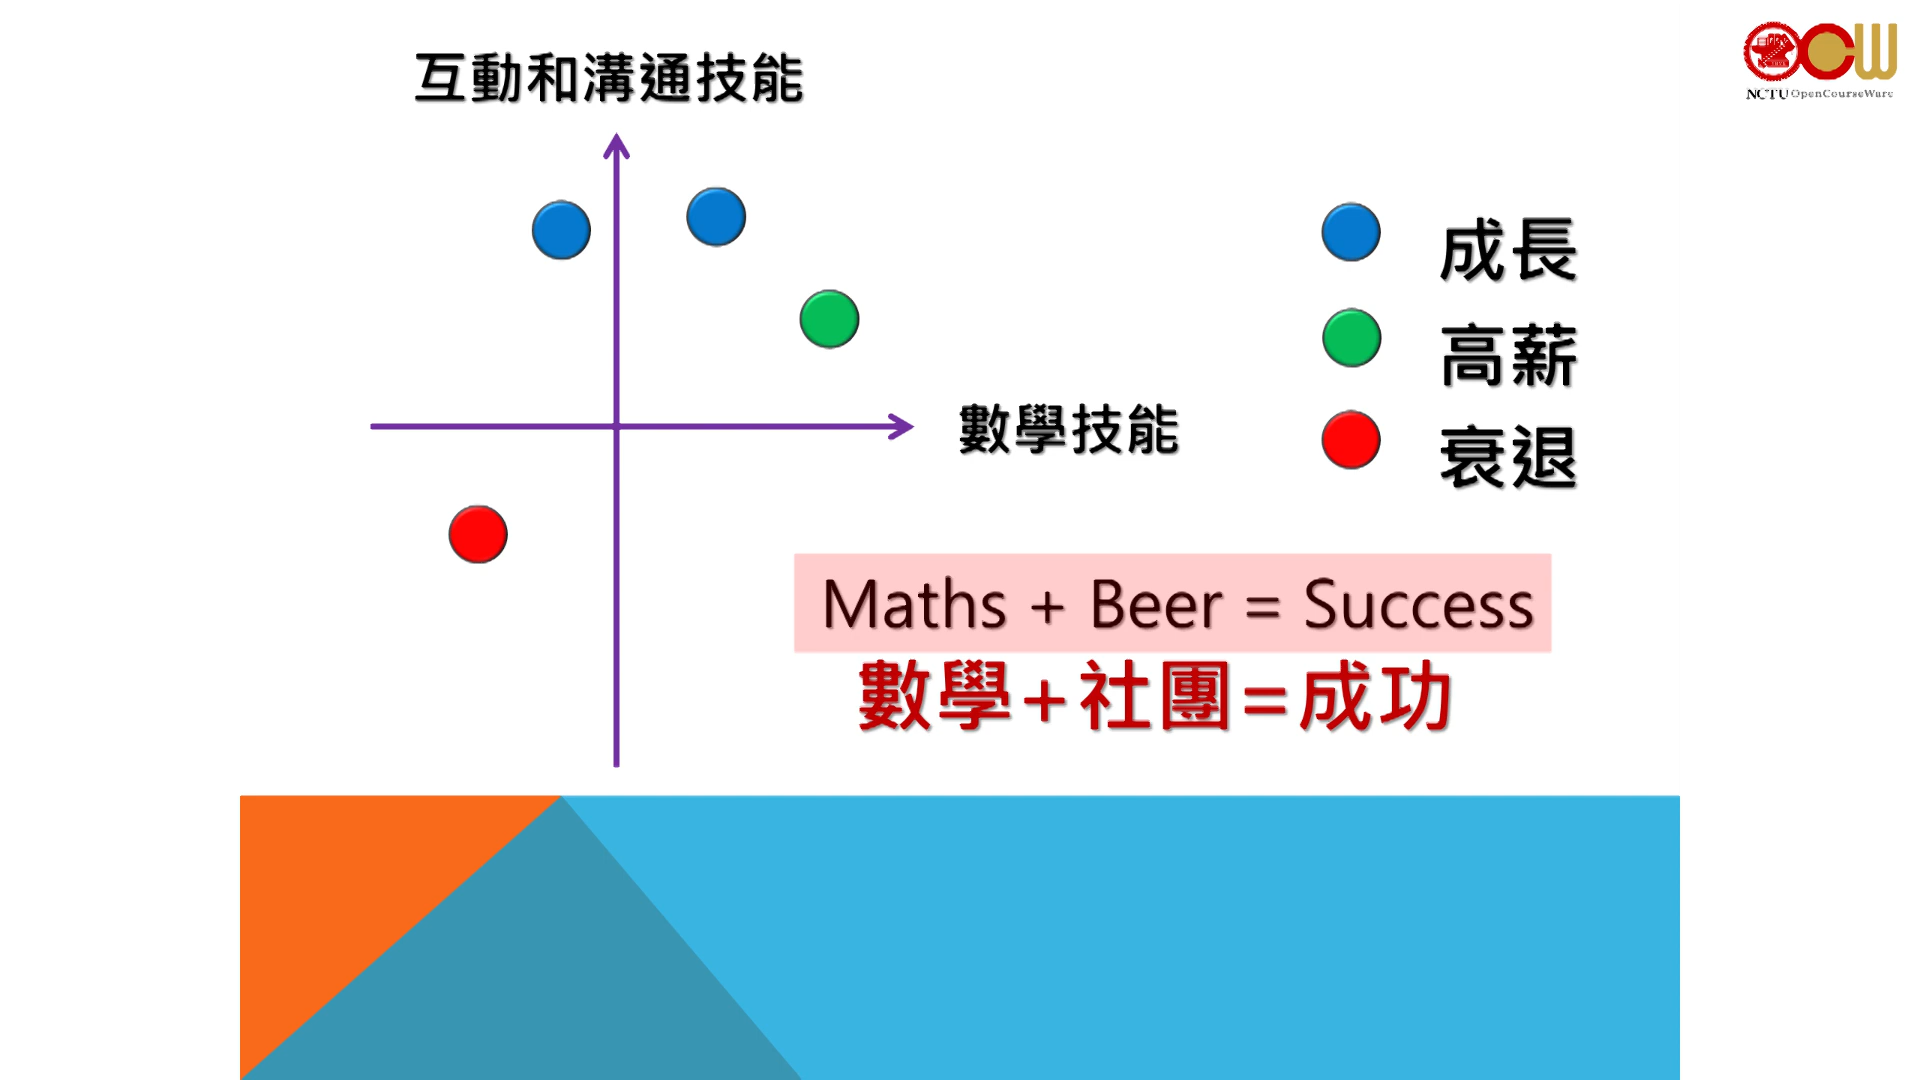 互動和溝通技能
NCTU OpenCourseWare
成長
高薪
數學技能
衰退
Maths + Beer = Success
數學+社團=成功